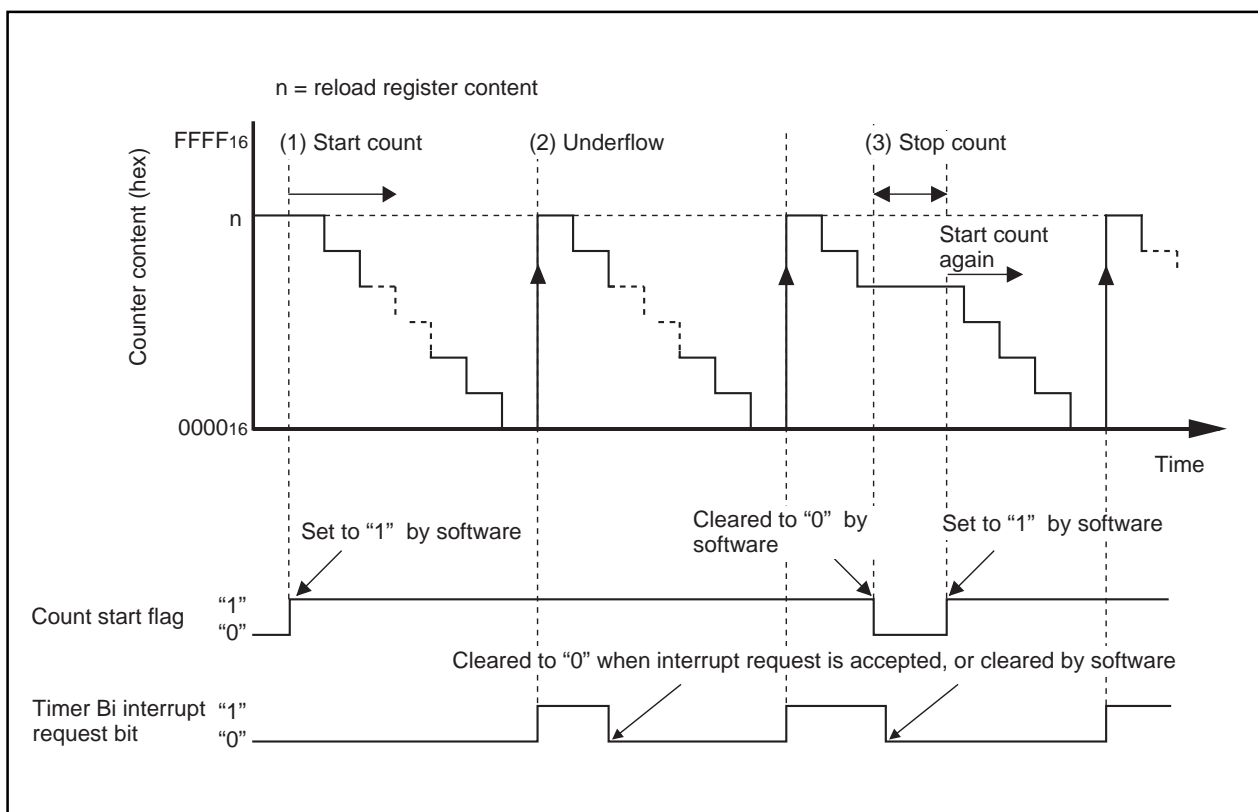 n = reload register content
FFFF16
(1) Start count
(2) Underflow
(3) Stop count
n
Start count
again
Counter content (hex)
000016
Time
Set to “1” by software
Cleared to “0” by
software
Set to “1” by software
Count start flag
“1”
“0”
Cleared to “0” when interrupt request is accepted, or cleared by software
Timer Bi interrupt
request bit
“1”
“0”